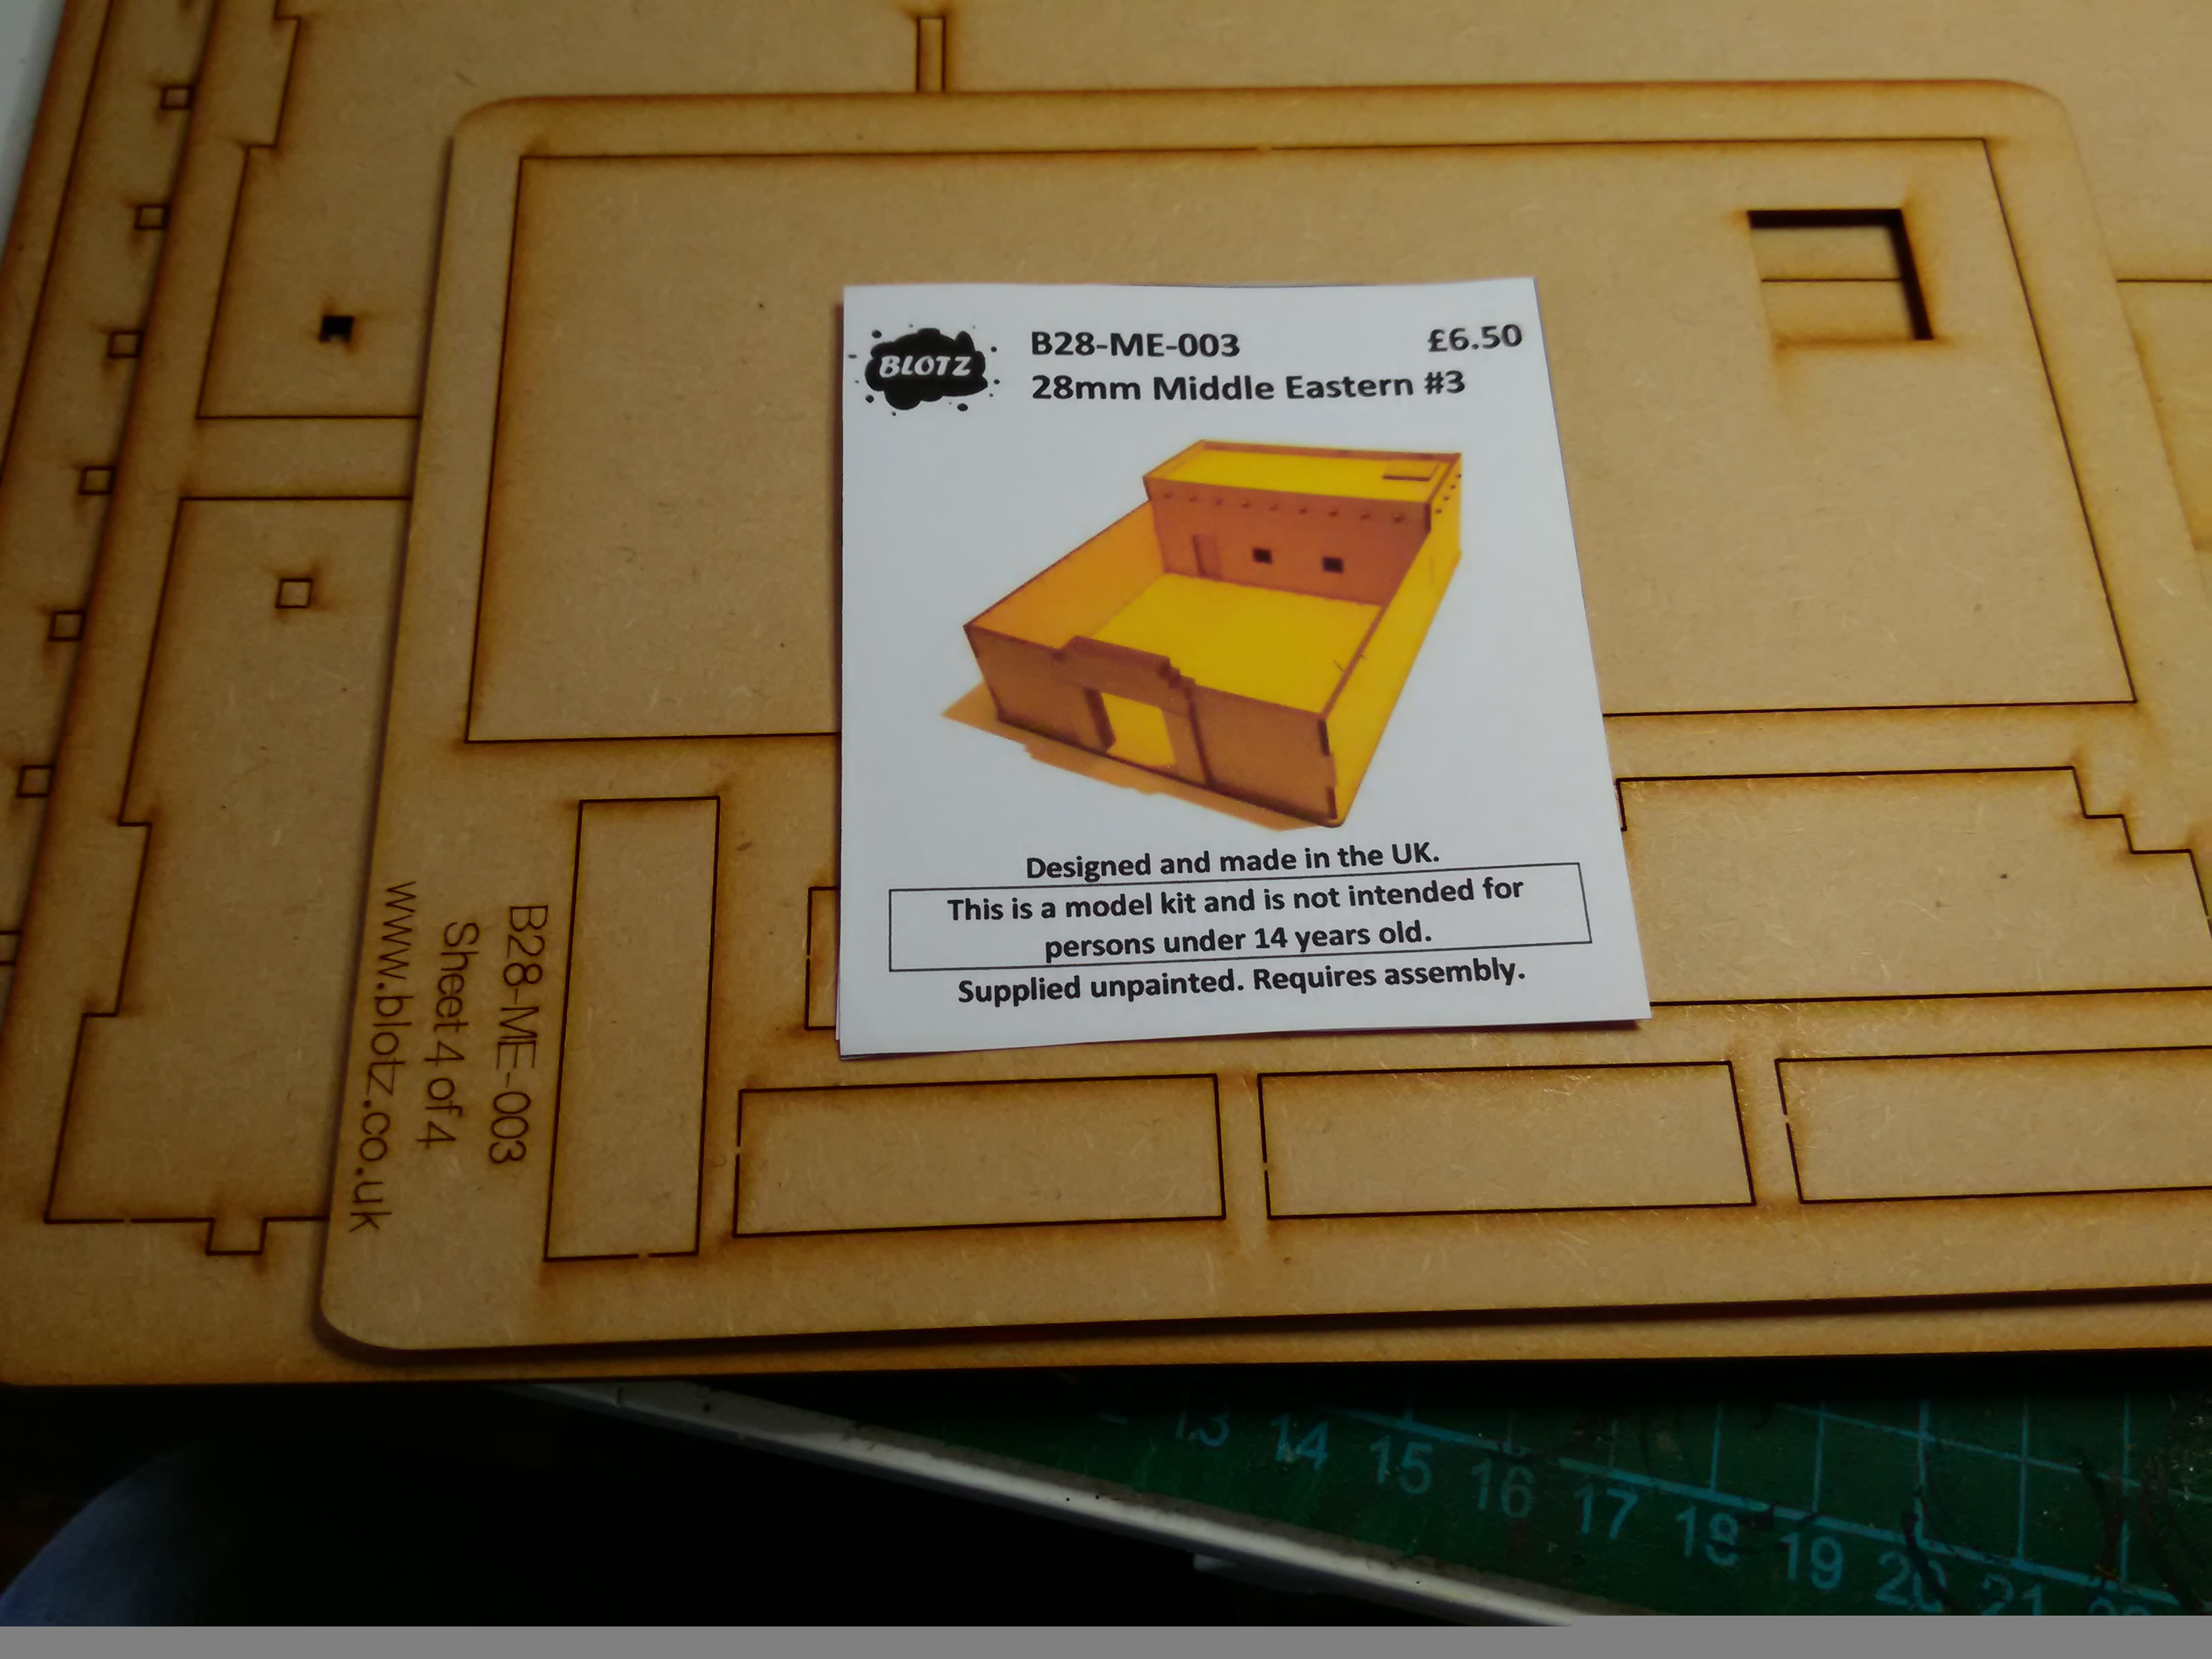 BLOTZ
B28-ME-003
£6.50
28mm Middle Eastern #3
Designed and made in the UK.
This is a model kit and is not intended for
persons under 14 years old.
Supplied unpainted. Requires assembly.
B28-ME-003
Sheet 4 of 4
www.blotz.co.uk
13 14 15 16 17 18 19 20 21